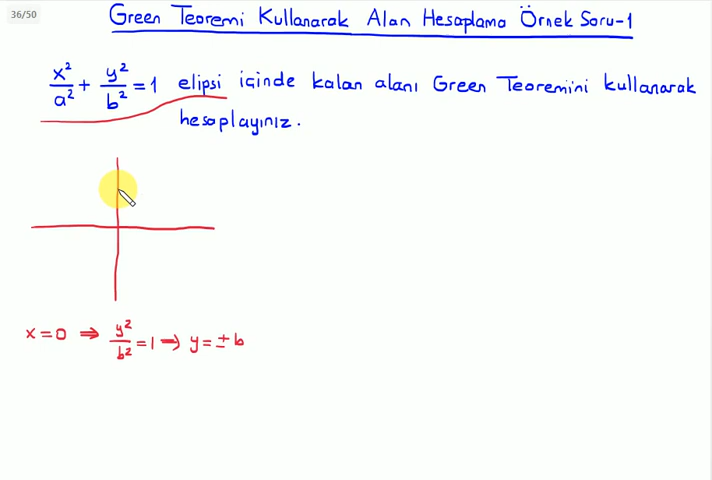 36/50
Green Teoremi Kullanarak Alan Hesaplama Örnek Soru-1
x²/a² + y²/b² = 1 elipsi içinde kalan alanı Green Teoremini kullanarak
hesaplayınız.
x=0 ⇒ y²/b² = 1 ⇒ y = ±b